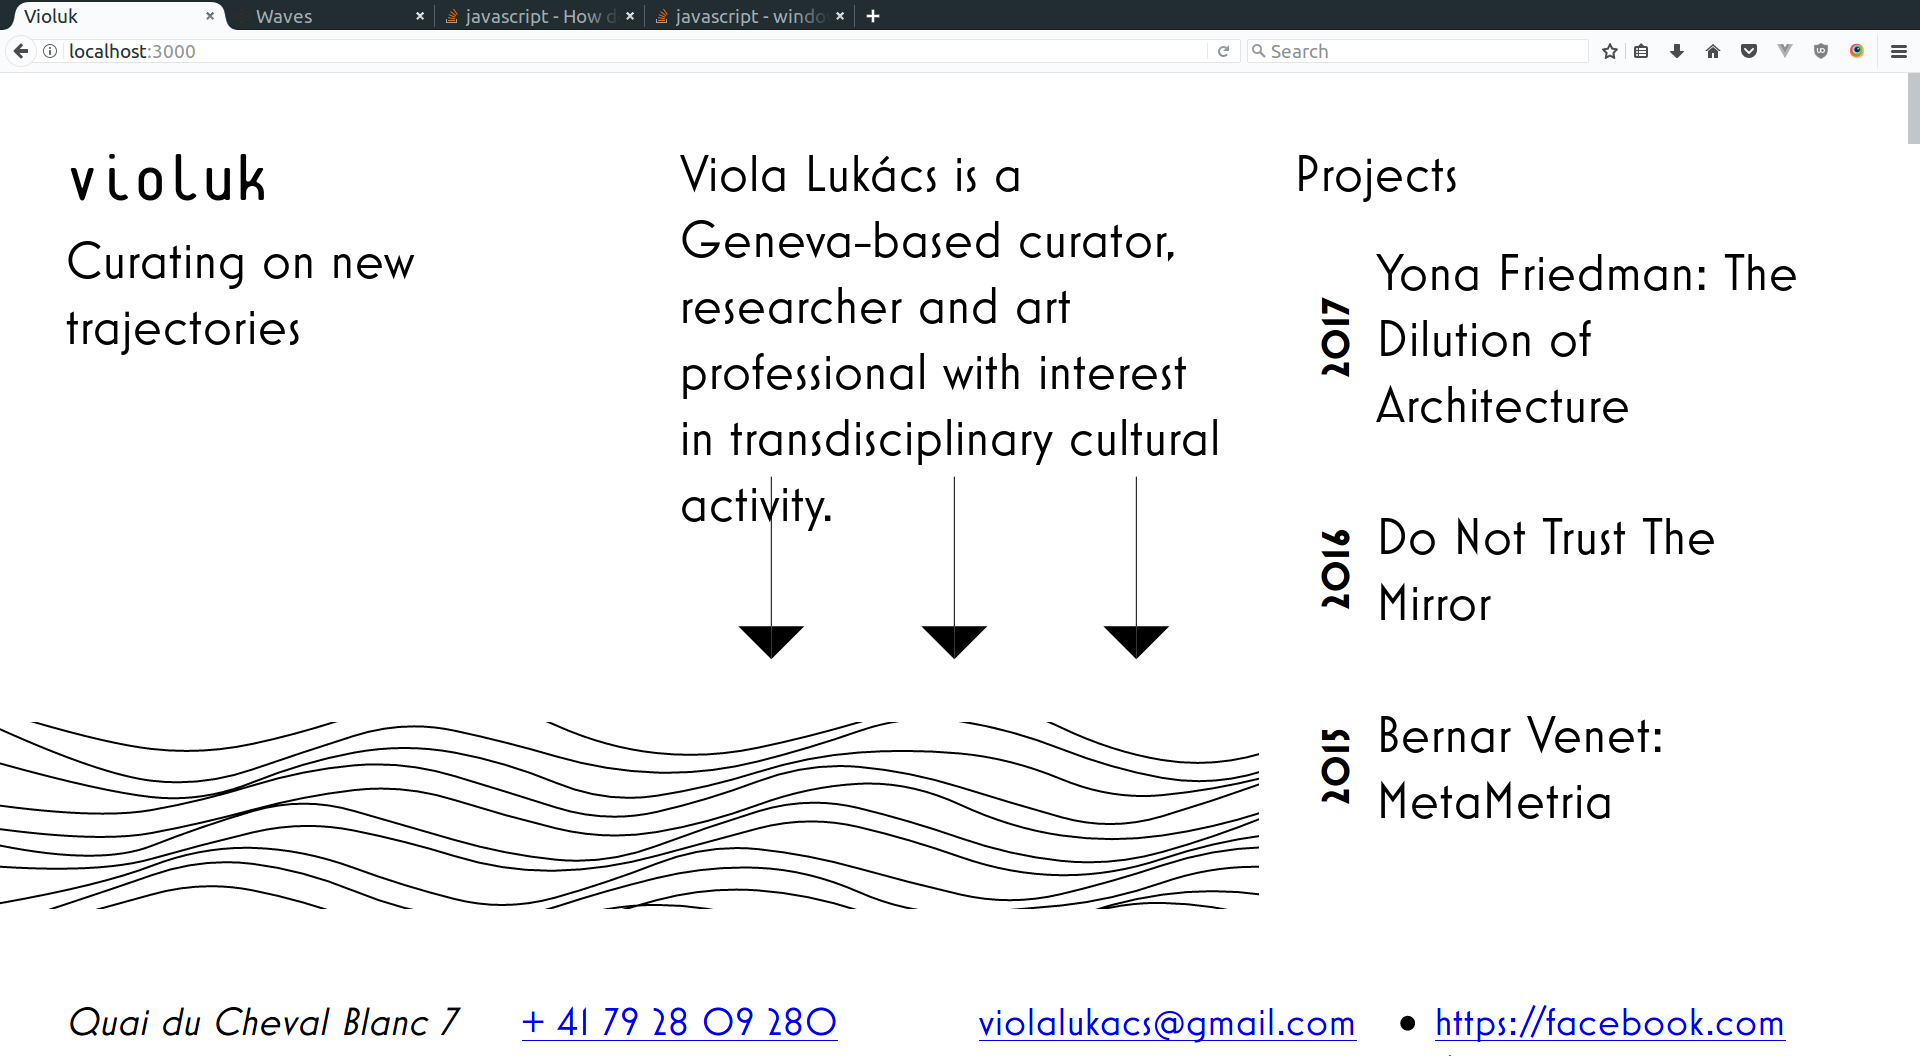 Violuk
Waves
javascript - How d
javascript - windo
localhost:3000
Search
violuk
Curating on new
trajectories
Viola Lukács is a
Geneva-based curator,
researcher and art
professional with interest
in transdisciplinary cultural
activity.
Projects
2017
Yona Friedman: The
Dilution of
Architecture
2016
Do Not Trust The
Mirror
2015
Bernar Venet:
MetaMetria
Quai du Cheval Blanc 7
+ 41 79 28 09 280
violalukacs@gmail.com
• https://facebook.com